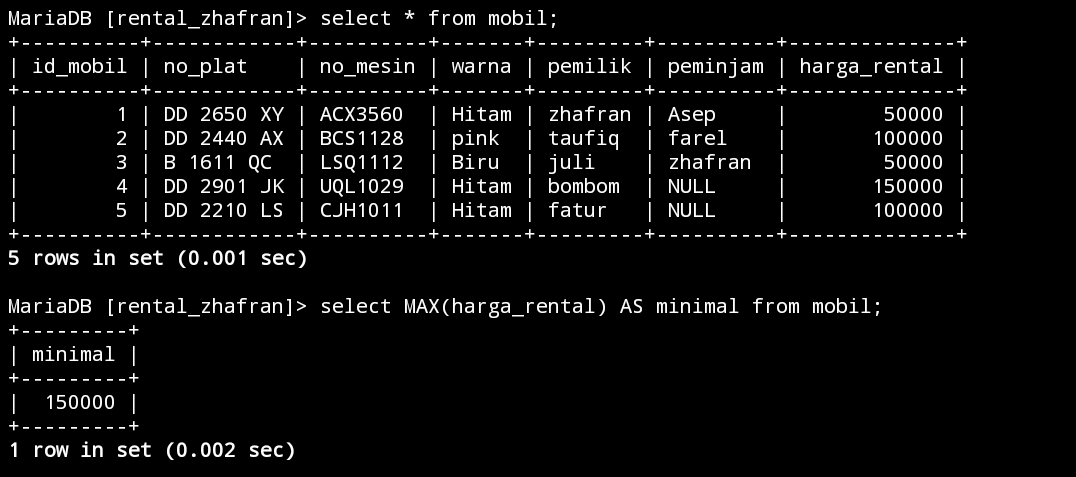 MariaDB [rental_zhafran]> select * from mobil;
+----------+------------+----------+-------+---------+----------+--------------+
| id_mobil | no_plat    | no_mesin | warna | pemilik | peminjam | harga_rental |
+----------+------------+----------+-------+---------+----------+--------------+
|        1 | DD 2650 XY | ACX3560  | Hitam | zhafran | Asep     |        50000 |
|        2 | DD 2440 AX | BCS1128  | pink  | taufiq  | farel    |       100000 |
|        3 | B 1611 QC  | LSQ1112  | Biru  | juli    | zhafran  |        50000 |
|        4 | DD 2901 JK | UQL1029  | Hitam | bombom  | NULL     |       150000 |
|        5 | DD 2210 LS | CJH1011  | Hitam | fatur   | NULL     |       100000 |
+----------+------------+----------+-------+---------+----------+--------------+
5 rows in set (0.001 sec)
MariaDB [rental_zhafran]> select MAX(harga_rental) AS minimal from mobil;
+---------+
| minimal |
+---------+
|  150000 |
+---------+
1 row in set (0.002 sec)